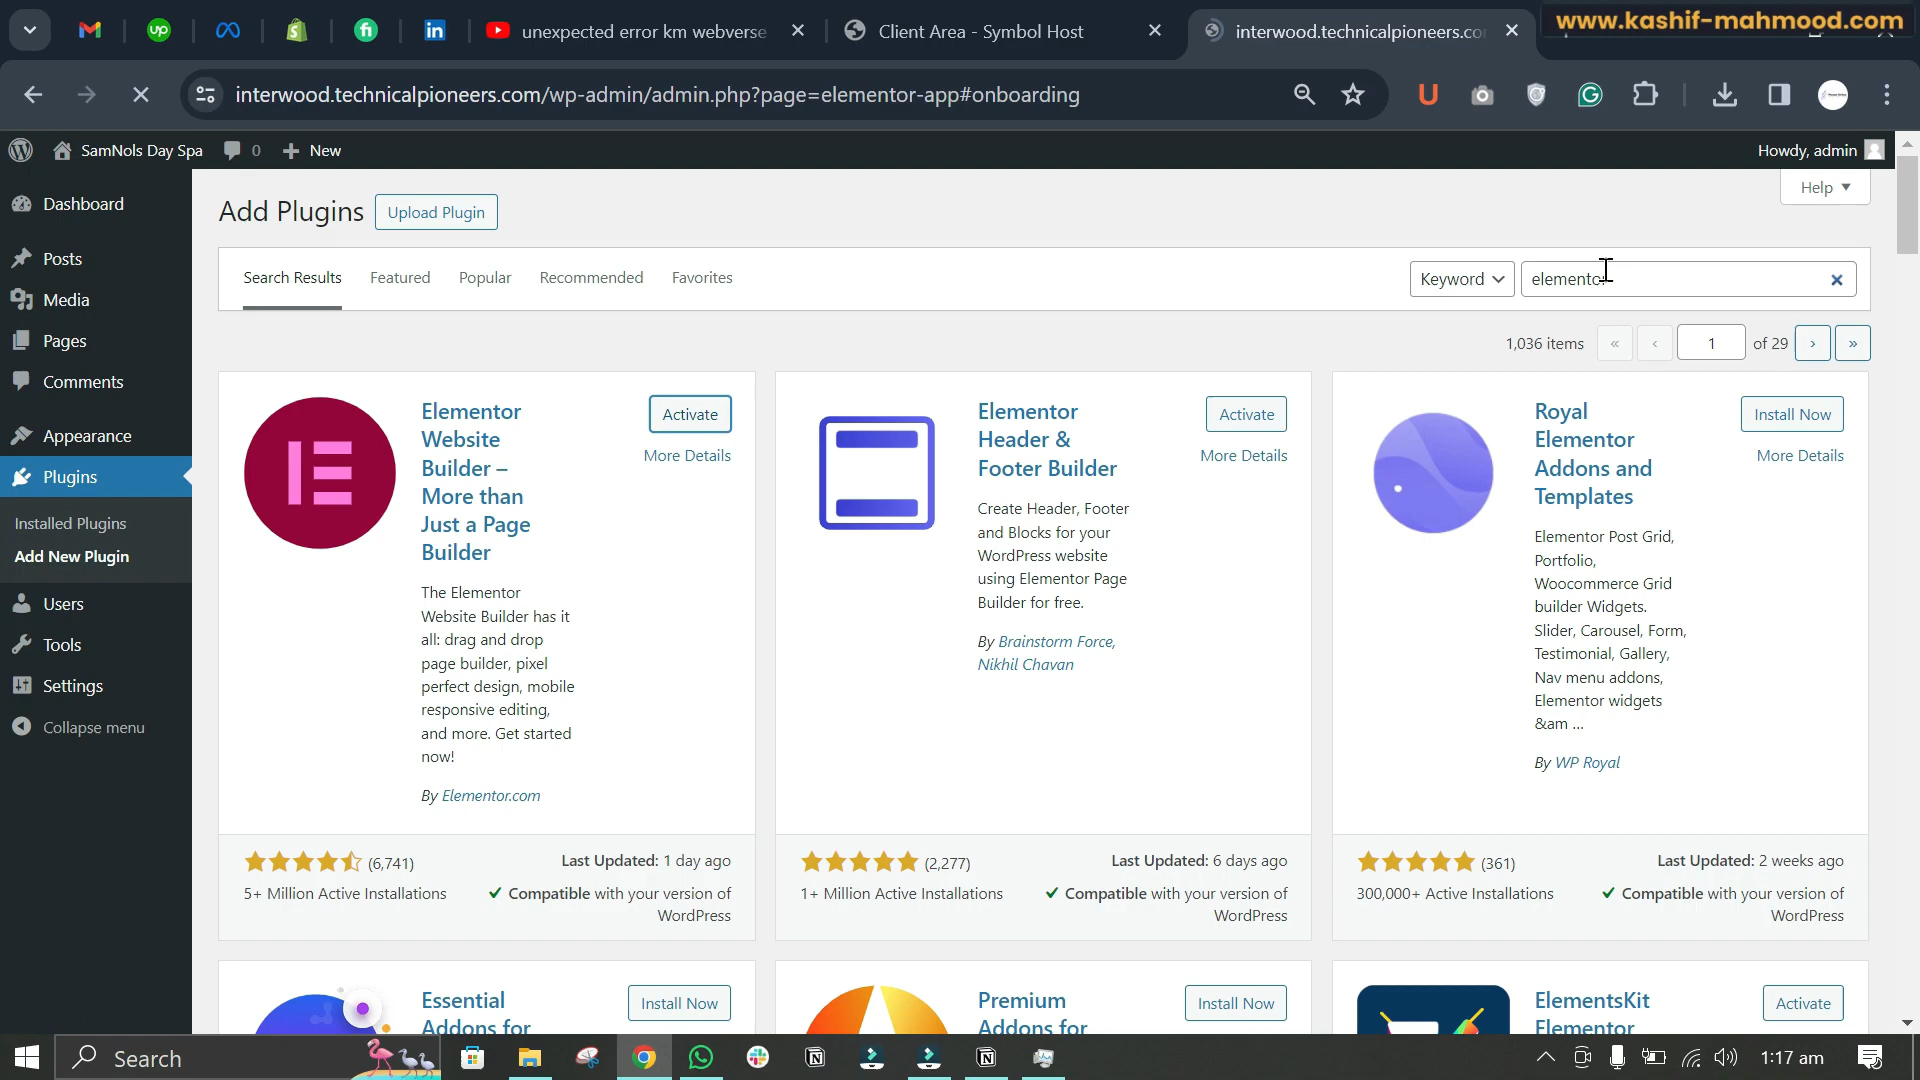 unexpected error km webverse
Client Area - Symbol Host
interwood.technicalpioneers.co
www.kashif-mahmood.com
interwood.technicalpioneers.com/wp-admin/admin.php?page=elementor-app#onboarding
SamNols Day Spa
0
New
Howdy, admin
Dashboard
Posts
Media
Pages
Comments
Appearance
Plugins
Installed Plugins
Add New Plugin
Users
Tools
Settings
Collapse menu
Help
Add Plugins
Upload Plugin
Search Results
Featured
Popular
Recommended
Favorites
Keyword
elementor
1,036 items
«
‹
1
of 29
›
»
Elementor
Website
Builder –
More than
Just a Page
Builder
Activate
More Details
The Elementor
Website Builder has it
all: drag and drop
page builder, pixel
perfect design, mobile
responsive editing,
and more. Get started
now!
By Elementor.com
(6,741)
5+ Million Active Installations
Last Updated: 1 day ago
Compatible with your version of
WordPress
Elementor
Header &
Footer Builder
Activate
More Details
Create Header, Footer
and Blocks for your
WordPress website
using Elementor Page
Builder for free.
By Brainstorm Force,
Nikhil Chavan
(2,277)
1+ Million Active Installations
Last Updated: 6 days ago
Compatible with your version of
WordPress
Royal
Elementor
Addons and
Templates
Install Now
More Details
Elementor Post Grid,
Portfolio,
Woocommerce Grid
builder Widgets.
Slider, Carousel, Form,
Testimonial, Gallery,
Nav menu addons,
Elementor widgets
&am ...
By WP Royal
(361)
300,000+ Active Installations
Last Updated: 2 weeks ago
Compatible with your version of
WordPress
Essential
Addons for
Install Now
Premium
Addons for
Install Now
ElementsKit
Elementor
Activate
Search
1:17 am